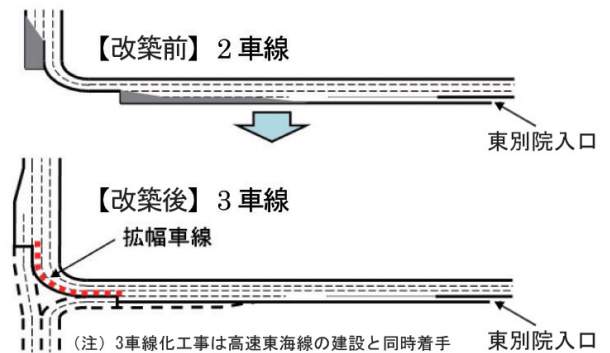 【改築前】2車線
東別院入口
【改築後】3車線
拡幅車線
（注）3車線化工事は高速東海線の建設と同時着手
東別院入口